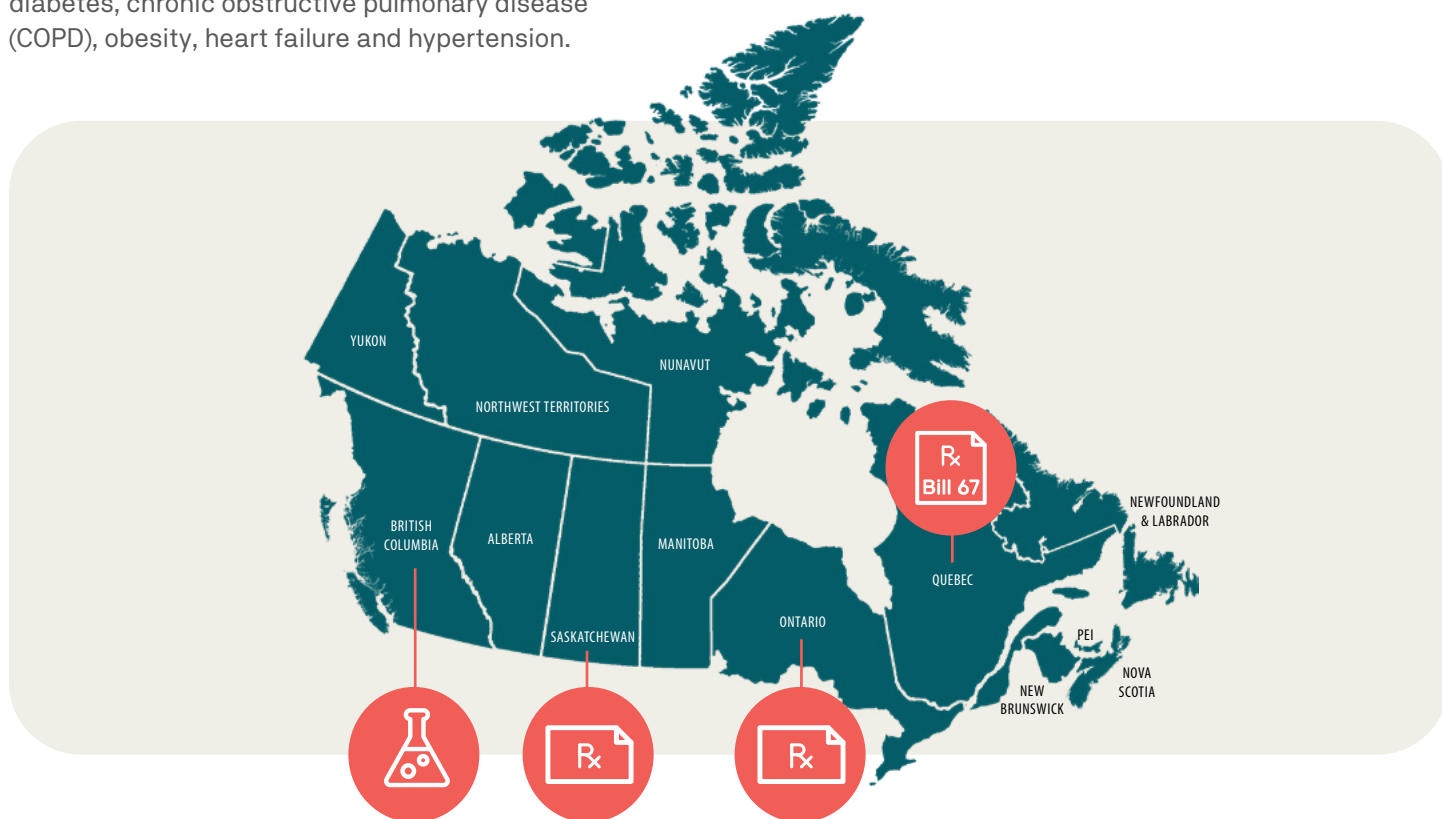 diabetes, chronic obstructive pulmonary disease
(COPD), obesity, heart failure and hypertension.
YUKON
NUNAVUT
NORTHWEST TERRITORIES
Rx
Bill 67
NEWFOUNDLAND
& LABRADOR
BRITISH
COLUMBIA
ALBERTA
MANITOBA
QUEBEC
ONTARIO
SASKATCHEWAN
PEI
NOVA
SCOTIA
NEW
BRUNSWICK
Rx
Rx